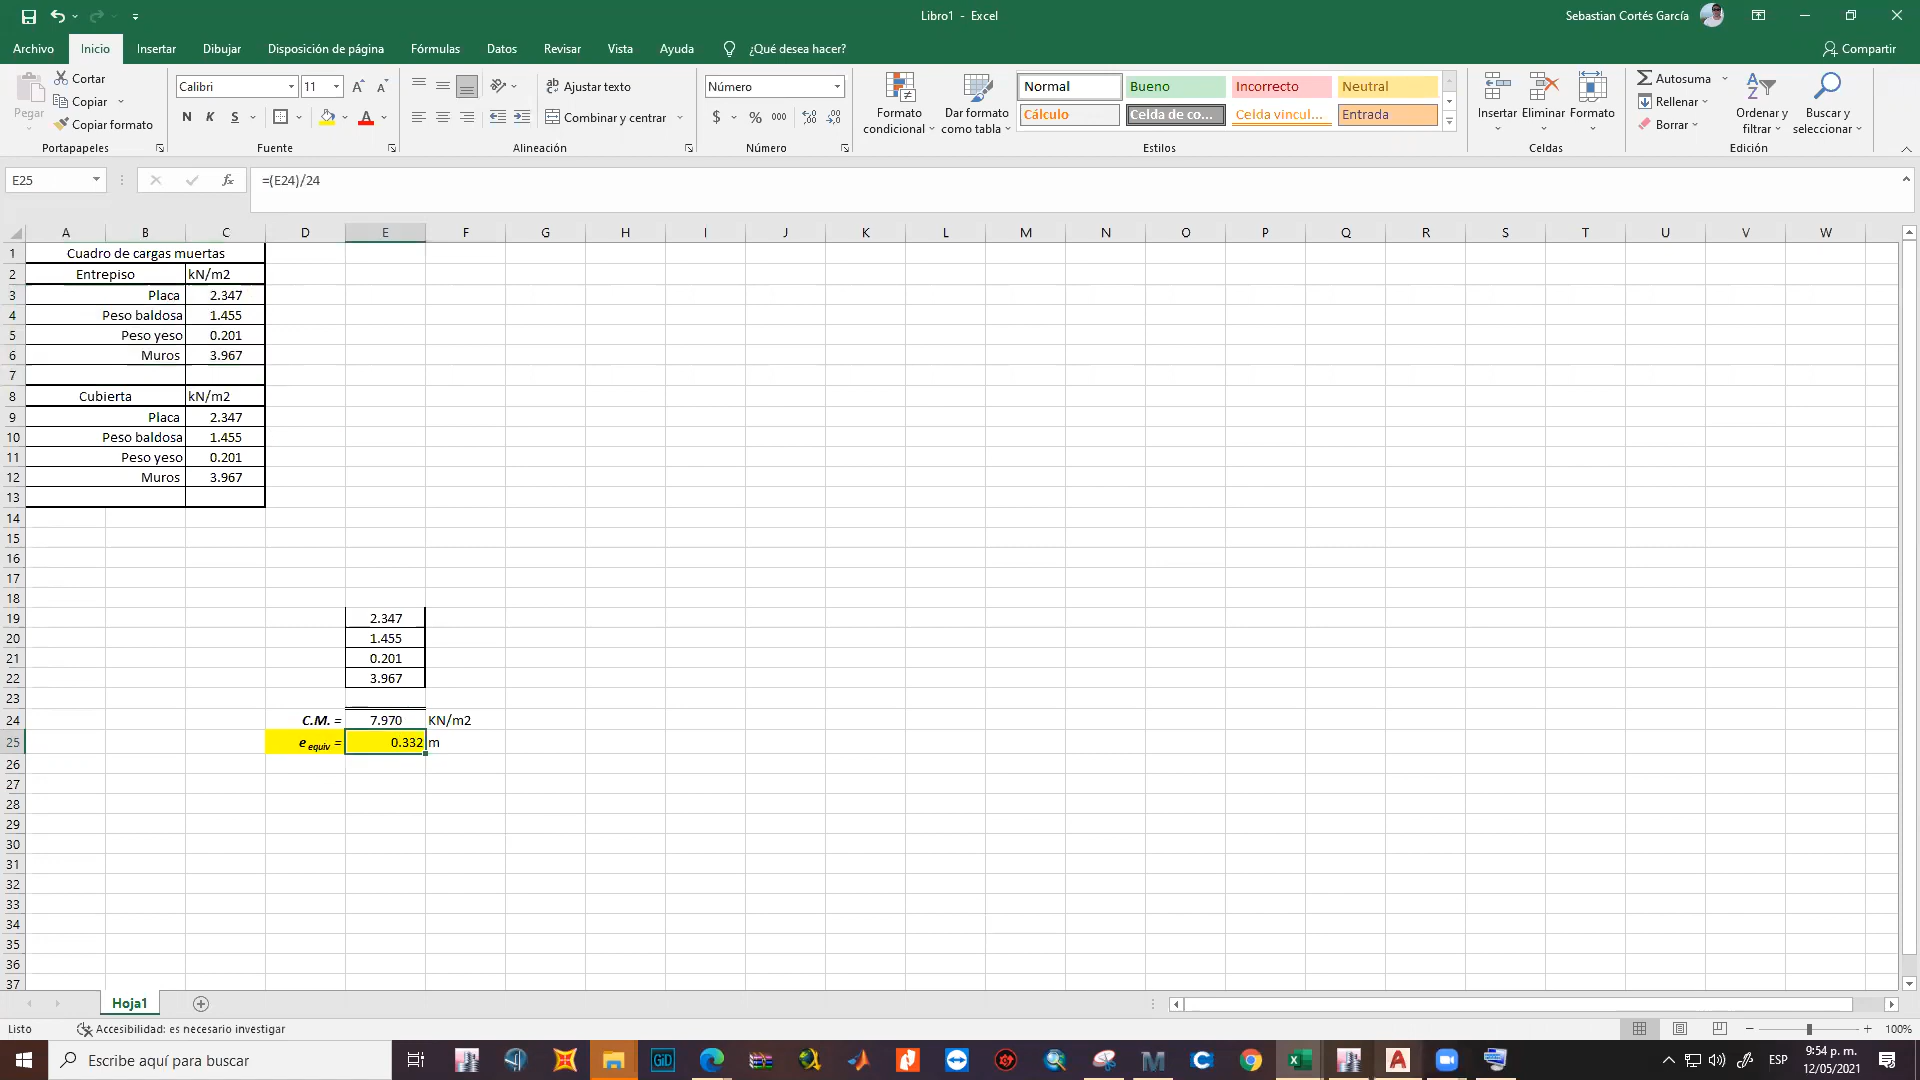 Libro1 - Excel
Sebastian Cortés García
Archivo Inicio Insertar Dibujar Disposición de página Fórmulas Datos Revisar Vista Ayuda ¿Qué desea hacer? Compartir
Pegar
Cortar
Copiar
Copiar formato
Portapapeles
Calibri 11
N K S
Fuente
Ajustar texto
Combinar y centrar
Alineación
Número
$ % 000
Número
Formato condicional
Dar formato como tabla
Normal Bueno Incorrecto Neutral
Cálculo Celda de co... Celda vincul... Entrada
Estilos
Insertar Eliminar Formato
Celdas
Autosuma
Rellenar
Borrar
Ordenar y filtrar
Buscar y seleccionar
Edición
E25 fx =(E24)/24
A B C D E F G H I J K L M N O P Q R S T U V W
1 Cuadro de cargas muertas
2 Entrepiso kN/m2
3 Placa 2.347
4 Peso baldosa 1.455
5 Peso yeso 0.201
6 Muros 3.967
7
8 Cubierta kN/m2
9 Placa 2.347
10 Peso baldosa 1.455
11 Peso yeso 0.201
12 Muros 3.967
13
14
15
16
17
18
19 2.347
20 1.455
21 0.201
22 3.967
23
24 C.M. = 7.970 KN/m2
25 e equiv = 0.332 m
26
27
28
29
30
31
32
33
34
35
36
37
Hoja1
Listo Accesibilidad: es necesario investigar 100%
Escribe aquí para buscar
GiD
ESP
9:54 p. m.
12/05/2021